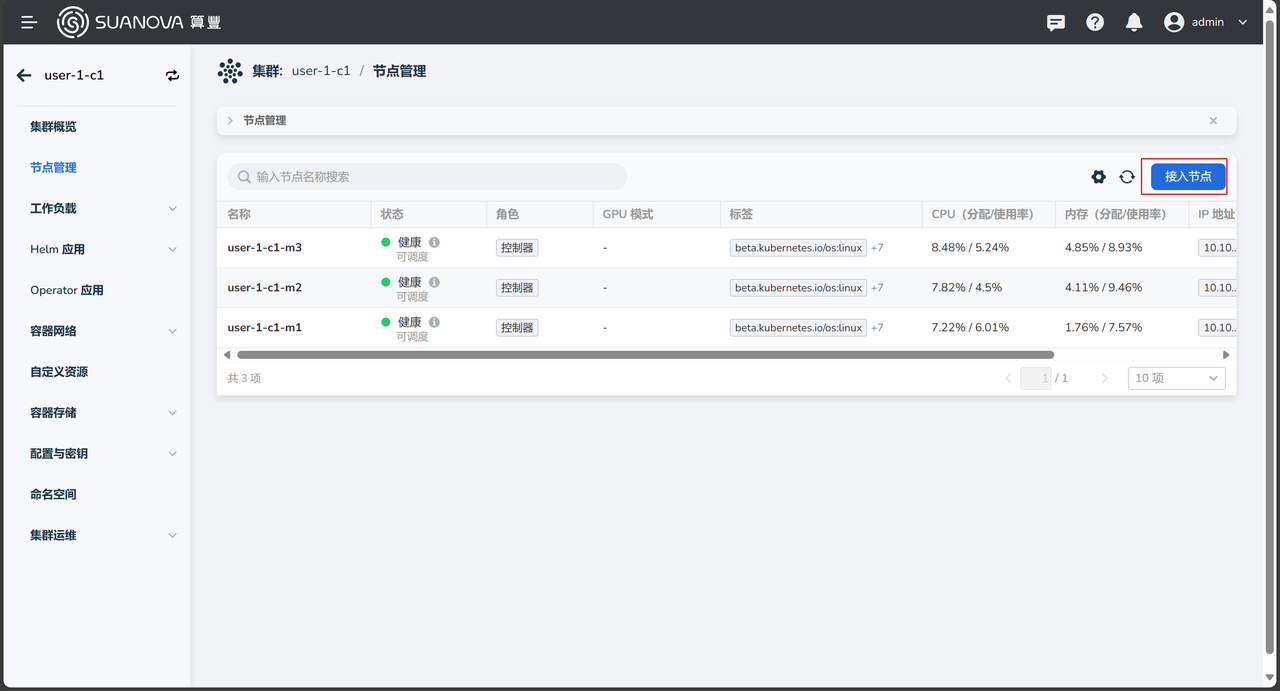 SUANOVA 算豐
admin
user-1-c1
集群概览
节点管理
工作负载
Helm 应用
Operator 应用
容器网络
自定义资源
容器存储
配置与密钥
命名空间
集群运维
集群: user-1-c1 / 节点管理
节点管理
输入节点名称搜索
接入节点
名称 状态 角色 GPU 模式 标签 CPU（分配/使用率） 内存（分配/使用率） IP 地址
user-1-c1-m3 健康 控制器 - beta.kubernetes.io/os:linux +7 8.48% / 5.24% 4.85% / 8.93% 10.10..
可调度
user-1-c1-m2 健康 控制器 - beta.kubernetes.io/os:linux +7 7.82% / 4.5% 4.11% / 9.46% 10.10..
可调度
user-1-c1-m1 健康 控制器 - beta.kubernetes.io/os:linux +7 7.22% / 6.01% 1.76% / 7.57% 10.10..
可调度
共 3 项
1 / 1
10 项